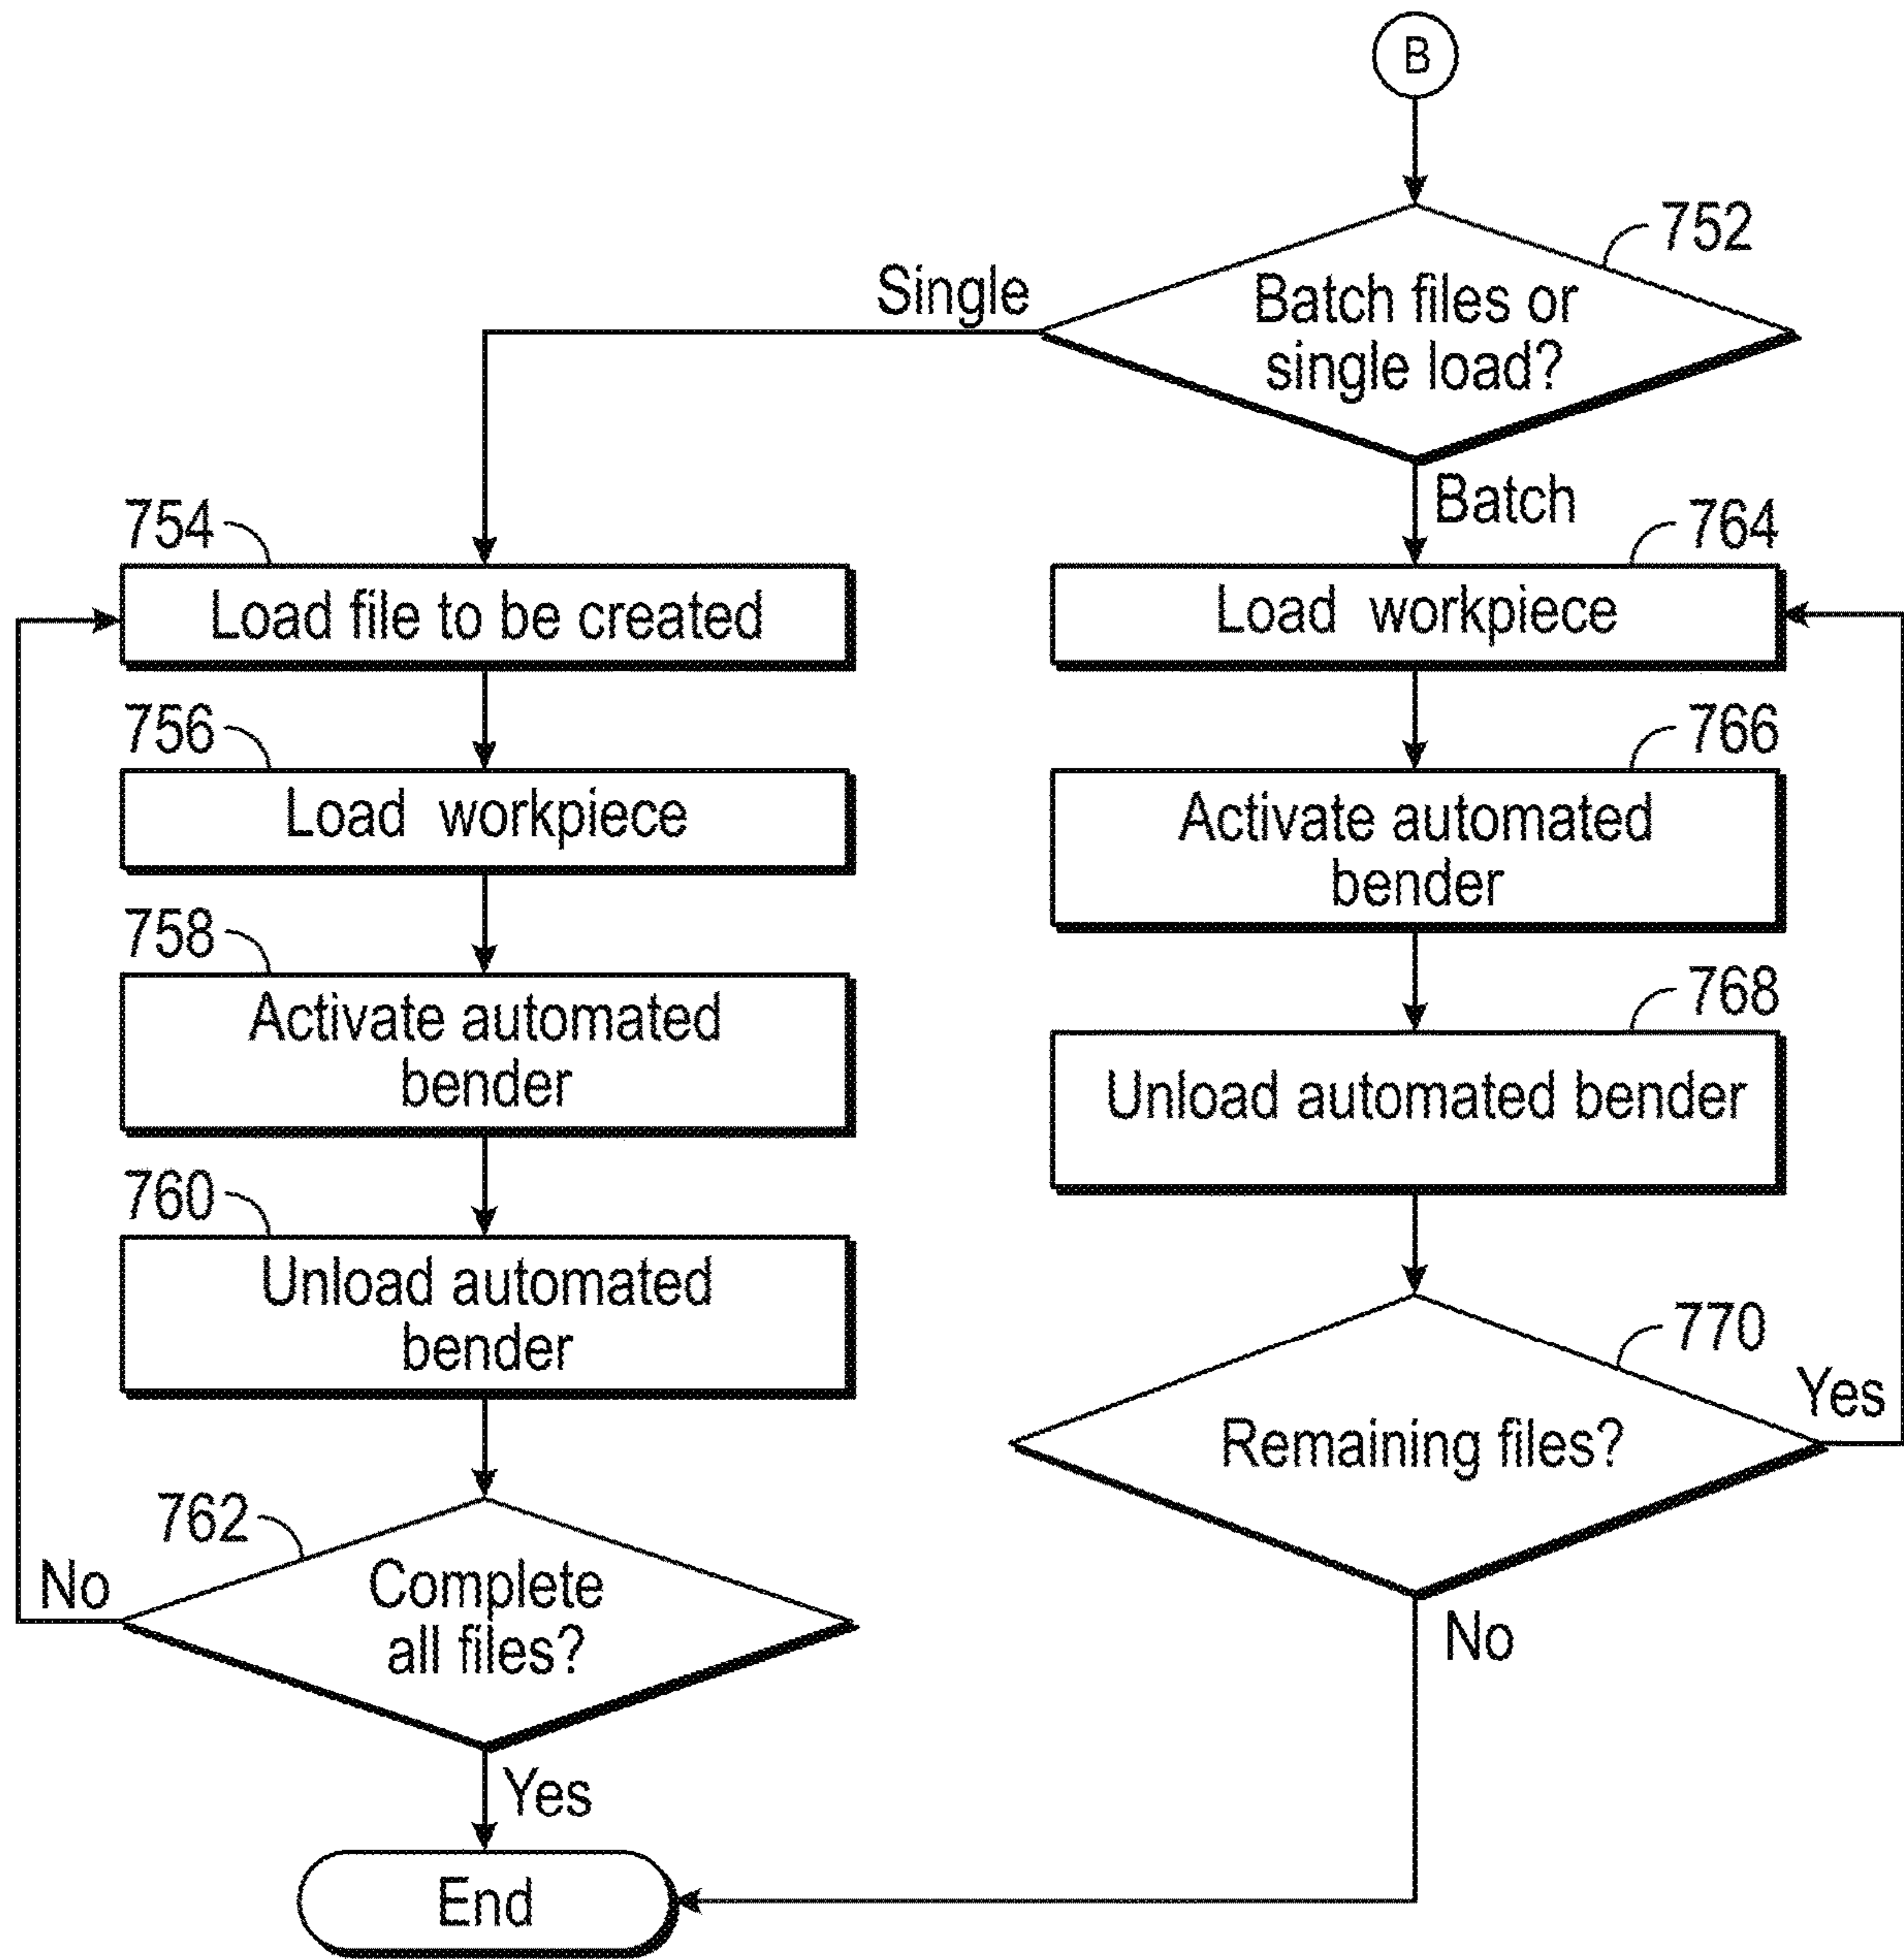 B
752
Batch files or
single load?
Single
Batch
754
Load file to be created
756
Load workpiece
758
Activate automated
bender
760
Unload automated
bender
762
Complete
all files?
No
Yes
764
Load workpiece
766
Activate automated
bender
768
Unload automated bender
770
Remaining files?
Yes
No
End